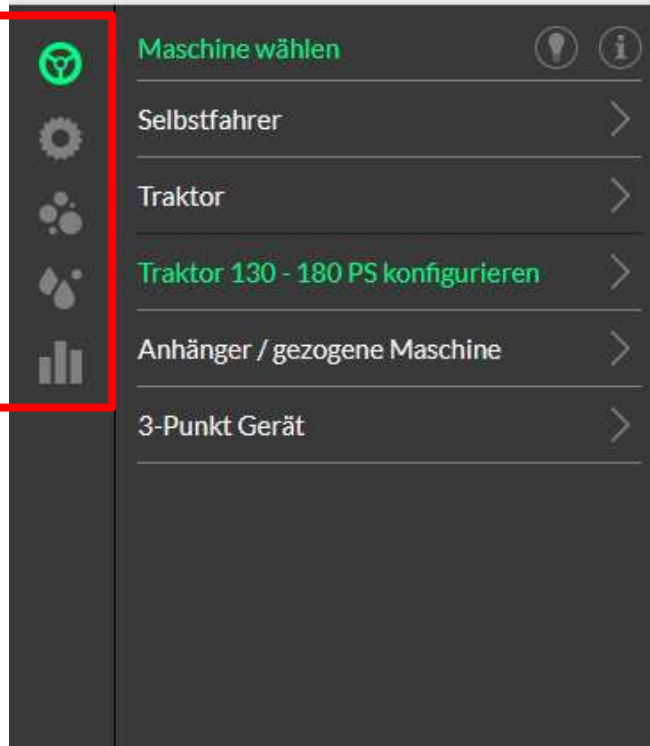 Maschine wählen
Selbstfahrer
Traktor
Traktor 130 - 180 PS konfigurieren
Anhänger / gezogene Maschine
3-Punkt Gerät